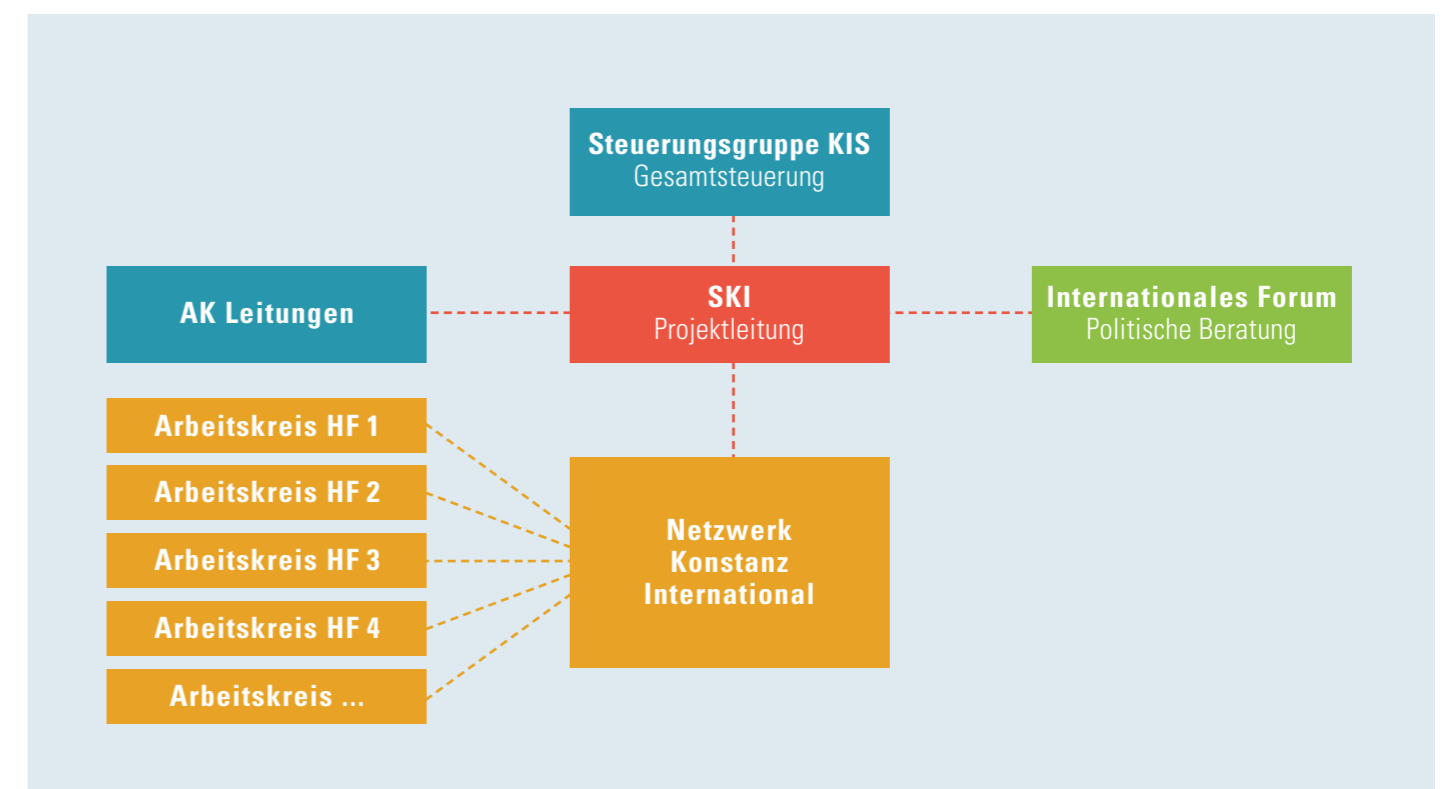 Steuerungsgruppe KIS
Gesamtsteuerung
AK Leitungen
SKI
Projektleitung
Internationales Forum
Politische Beratung
Arbeitskreis HF 1
Arbeitskreis HF 2
Arbeitskreis HF 3
Arbeitskreis HF 4
Arbeitskreis ...
Netzwerk
Konstanz
International